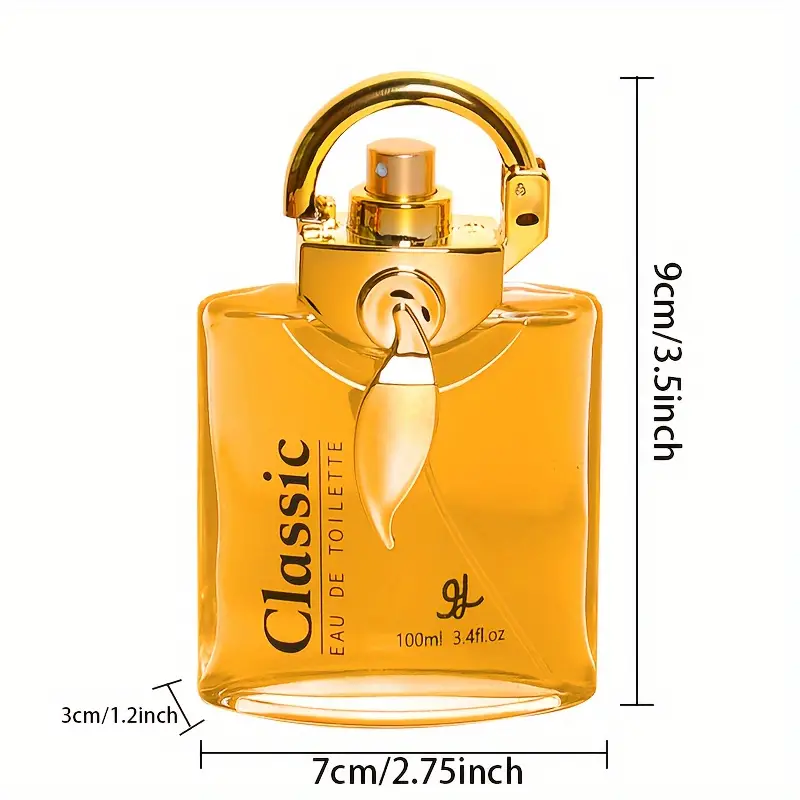 9cm/3.5inch
Classic
EAU DE TOILETTE
100ml 3.4fl.oz
3cm/1.2inch
7cm/2.75inch